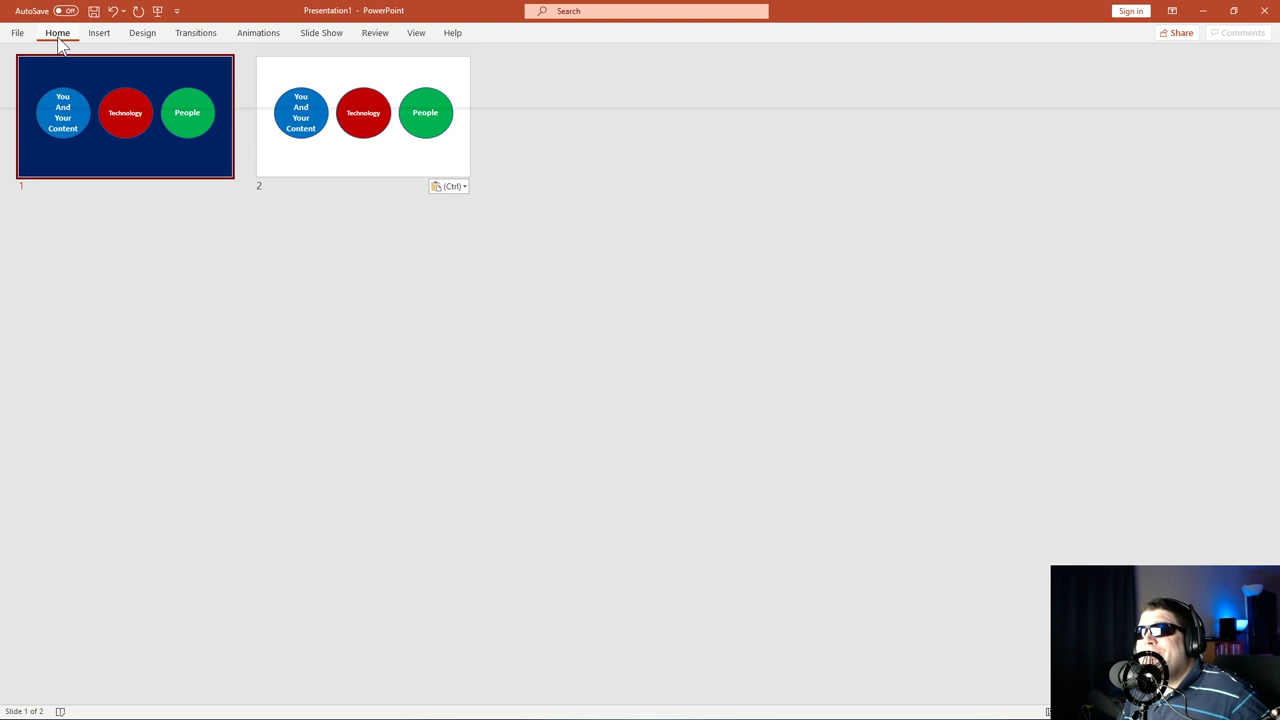 AutoSave Off Presentation1 - PowerPoint Search Sign in
File Home Insert Design Transitions Animations Slide Show Review View Help Share Comments
You
And
Your
Content
Technology
People
You
And
Your
Content
Technology
People
1
2
(Ctrl)
Slide 1 of 2